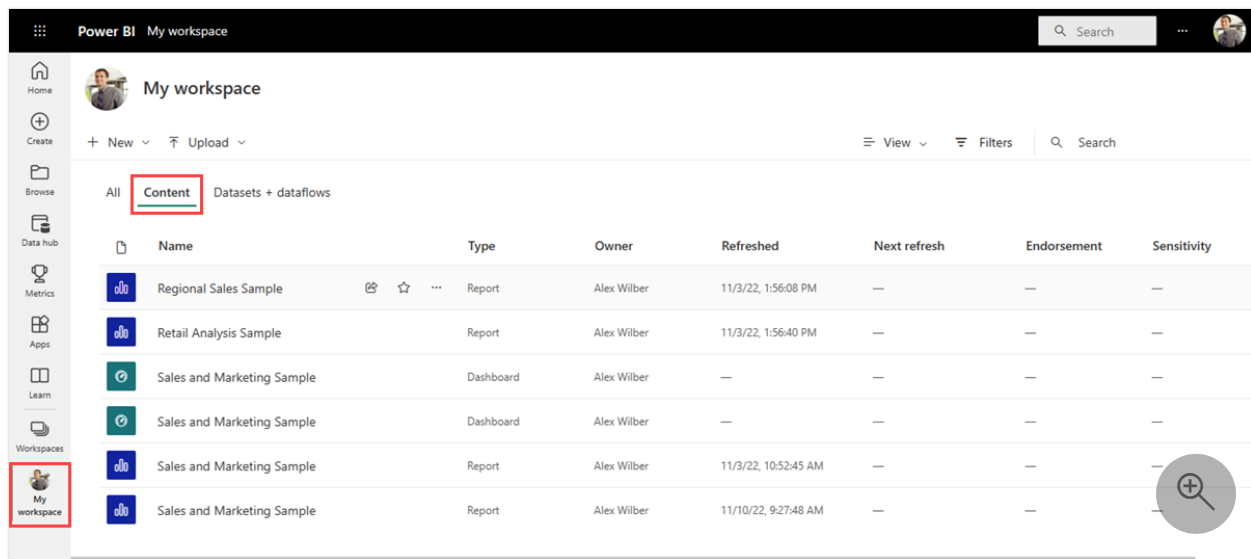 Power BI My workspace Search
Home
My workspace
Create
New Upload View Filters Search
Browse
All Content Datasets + dataflows
Data hub
Name Type Owner Refreshed Next refresh Endorsement Sensitivity
Metrics
Regional Sales Sample Report Alex Wilber 11/3/22, 1:56:08 PM — — —
Retail Analysis Sample Report Alex Wilber 11/3/22, 1:56:40 PM — — —
Apps
Sales and Marketing Sample Dashboard Alex Wilber — — — —
Learn
Sales and Marketing Sample Dashboard Alex Wilber — — — —
Workspaces
Sales and Marketing Sample Report Alex Wilber 11/3/22, 10:52:45 AM — — —
My
workspace
Sales and Marketing Sample Report Alex Wilber 11/10/22, 9:27:48 AM — — —